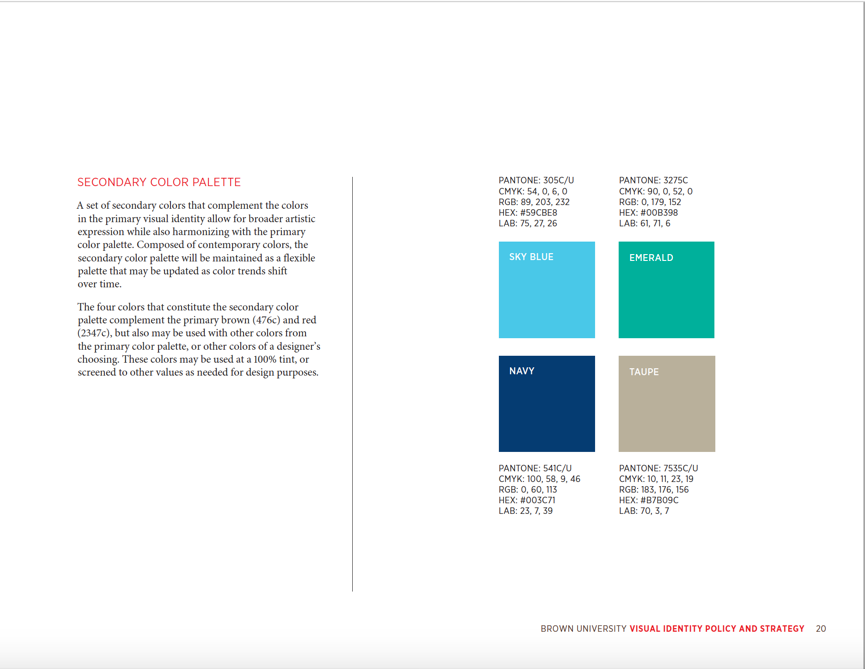 SECONDARY COLOR PALETTE
A set of secondary colors that complement the colors
in the primary visual identity allow for broader artistic
expression while also harmonizing with the primary
color palette. Composed of contemporary colors, the
secondary color palette will be maintained as a flexible
palette that may be updated as color trends shift
over time.
The four colors that constitute the secondary color
palette complement the primary brown (476c) and red
(2347c), but also may be used with other colors from
the primary color palette, or other colors of a designer's
choosing. These colors may be used at a 100% tint, or
screened to other values as needed for design purposes.
PANTONE: 305C/U
CMYK: 54, 0, 6, 0
RGB: 89, 203, 232
HEX: #59CBE8
LAB: 75, 27, 26
SKY BLUE
PANTONE: 3275C
CMYK: 90, 0, 52, 0
RGB: 0, 179, 152
HEX: #00B398
LAB: 61, 71, 6
EMERALD
NAVY
PANTONE: 541C/U
CMYK: 100, 58, 9, 46
RGB: 0, 60, 113
HEX: #003C71
LAB: 23, 7, 39
TAUPE
PANTONE: 7535C/U
CMYK: 10, 11, 23, 19
RGB: 183, 176, 156
HEX: #B7B09C
LAB: 70, 3, 7
BROWN UNIVERSITY VISUAL IDENTITY POLICY AND STRATEGY 20